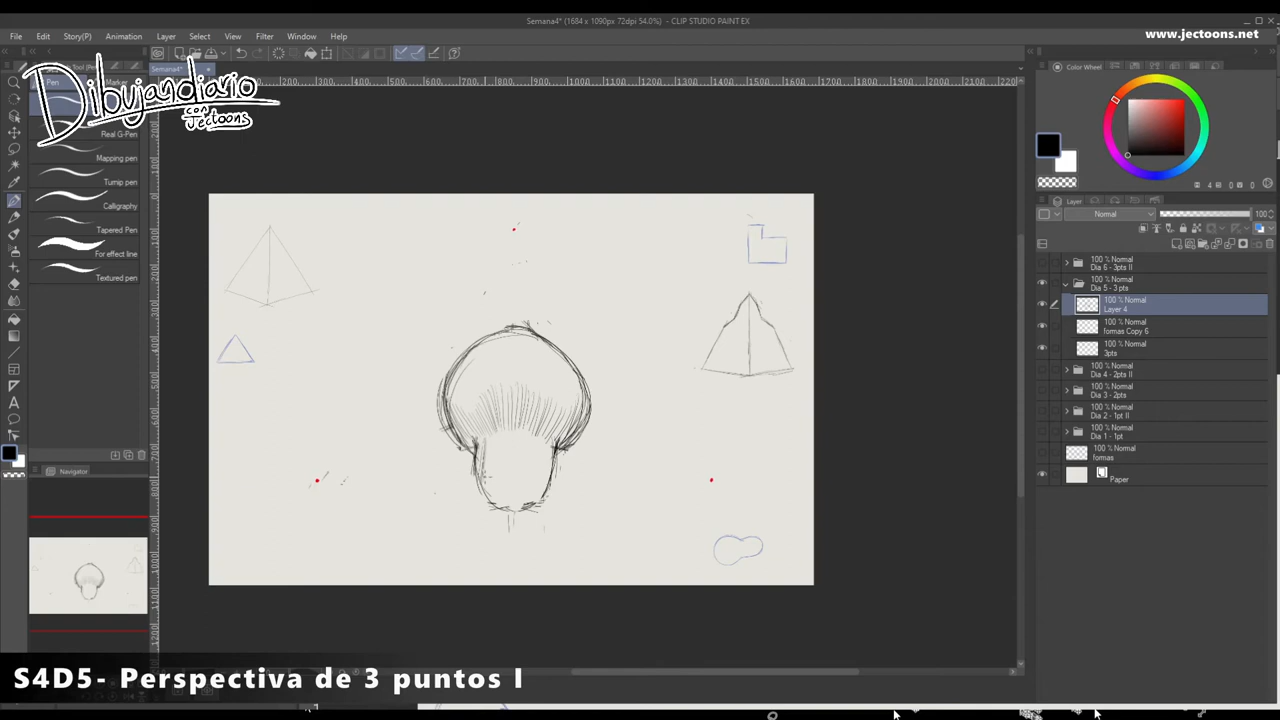 Semana4* (1684 x 1090px 72dpi 54.0%) - CLIP STUDIO PAINT EX
www.jectoons.net
File Edit Story(P) Animation Layer Select View Filter Window Help
Semana4*
Dibujandiario
con
Jectoons
Pen
Marker
Real G-Pen
Mapping pen
Turnip pen
Calligraphy
Tapered Pen
For effect line
Textured pen
Navigator
Color Wheel
Layer
Normal 100
100 % Normal
Dia 6 - 3pts II
100 % Normal
Dia 5 - 3 pts
100 % Normal
Layer 4
100 % Normal
formas Copy 6
100 % Normal
3pts
100 % Normal
Dia 4 - 2pts II
100 % Normal
Dia 3 - 2pts
100 % Normal
Dia 2 - 1pt II
100 % Normal
Dia 1 - 1pt
100 % Normal
formas
Paper
S4D5- Perspectiva de 3 puntos I